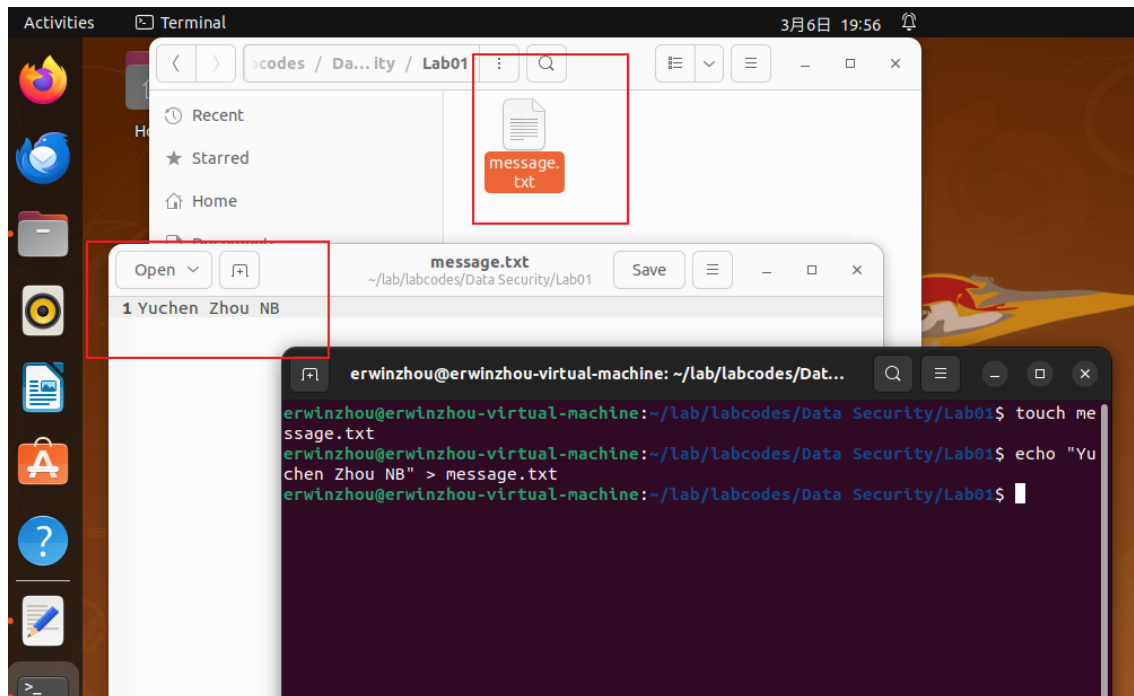 Activities
Terminal
3月6日 19:56
codes / Da... ity / Lab01
Recent
Starred
Home
message.
txt
Open
message.txt
~/lab/labcodes/Data Security/Lab01
Save
1 Yuchen Zhou NB
erwinzhou@erwinzhou-virtual-machine: ~/lab/labcodes/Dat...
erwinzhou@erwinzhou-virtual-machine:~/lab/labcodes/Data Security/Lab01$ touch me
ssage.txt
erwinzhou@erwinzhou-virtual-machine:~/lab/labcodes/Data Security/Lab01$ echo "Yu
chen Zhou NB" > message.txt
erwinzhou@erwinzhou-virtual-machine:~/lab/labcodes/Data Security/Lab01$